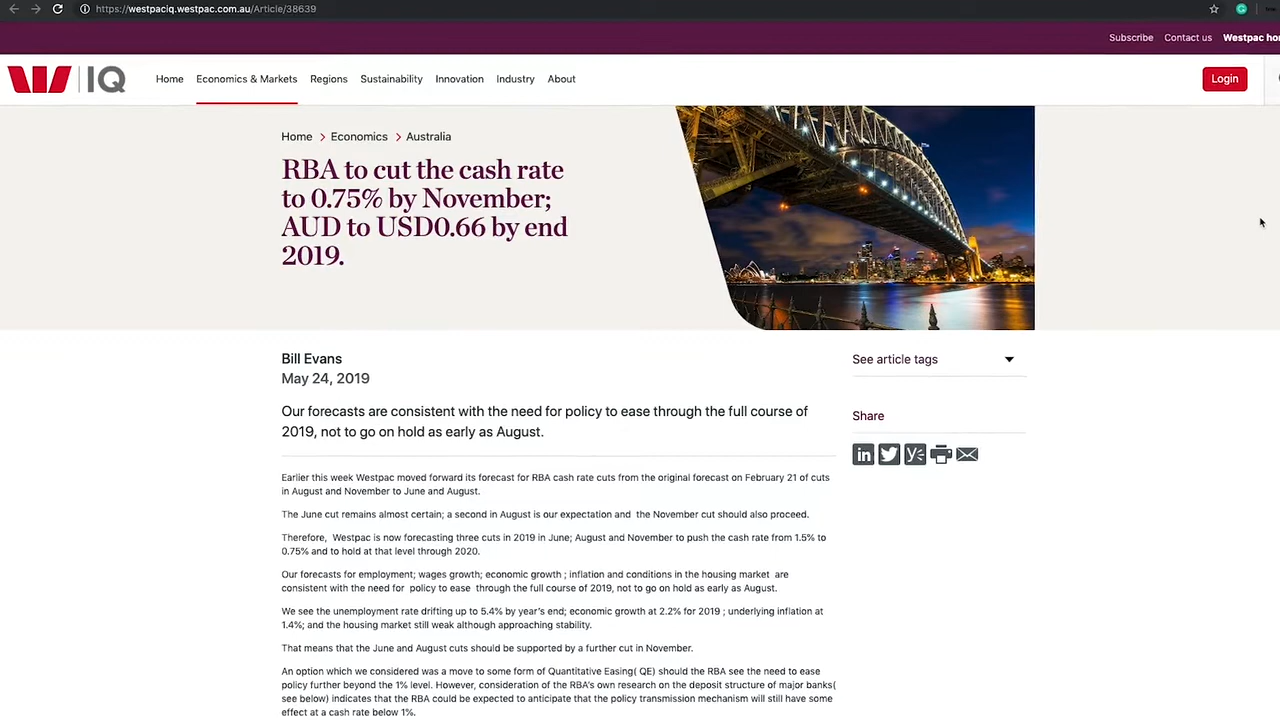 https://westpaciq.westpac.com.au/Article/38639
Subscribe Contact us Westpac
IQ Home Economics & Markets Regions Sustainability Innovation Industry About Login
Home > Economics > Australia
RBA to cut the cash rate
to 0.75% by November;
AUD to USD0.66 by end
2019.
Bill Evans
May 24, 2019
See article tags
Our forecasts are consistent with the need for policy to ease through the full course of
2019, not to go on hold as early as August.
Share
in
Earlier this week Westpac moved forward its forecast for RBA cash rate cuts from the original forecast on February 21 of cuts
in August and November to June and August.
The June cut remains almost certain; a second in August is our expectation and the November cut should also proceed.
Therefore, Westpac is now forecasting three cuts in 2019 in June; August and November to push the cash rate from 1.5% to
0.75% and to hold at that level through 2020.
Our forecasts for employment; wages growth; economic growth ; inflation and conditions in the housing market are
consistent with the need for policy to ease through the full course of 2019, not to go on hold as early as August.
We see the unemployment rate drifting up to 5.4% by year's end; economic growth at 2.2% for 2019 ; underlying inflation at
1.4%; and the housing market still weak although approaching stability.
That means that the June and August cuts should be supported by a further cut in November.
An option which we considered was a move to some form of Quantitative Easing( QE) should the RBA see the need to ease
policy further beyond the 1% level. However, consideration of the RBA's own research on the deposit structure of major banks(
see below) indicates that the RBA could be expected to anticipate that the policy transmission mechanism will still have some
effect at a cash rate below 1%.